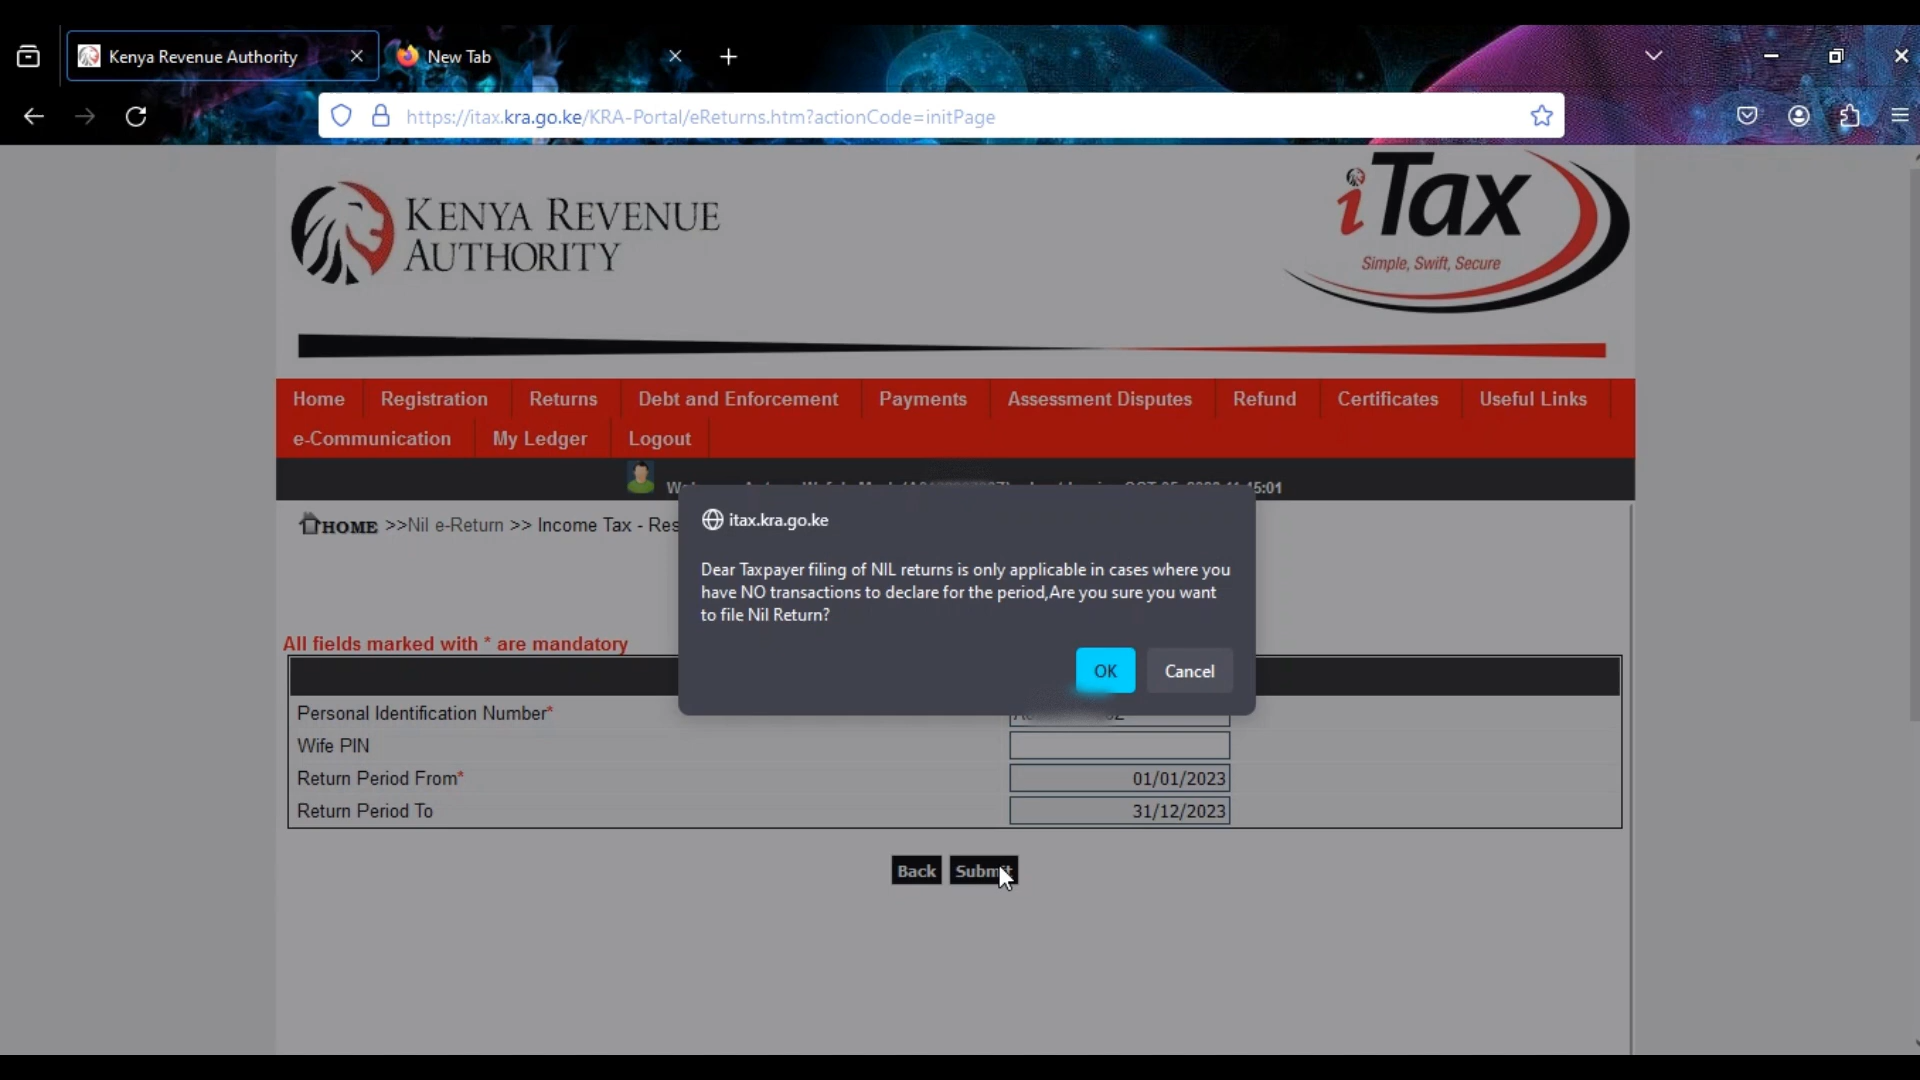 Kenya Revenue Authority
New Tab
https://itax.kra.go.ke/KRA-Portal/eReturns.htm?actionCode=initPage
KENYA REVENUE
AUTHORITY
iTax
Simple, Swift, Secure
Home Registration Returns Debt and Enforcement Payments Assessment Disputes Refund Certificates Useful Links
e-Communication My Ledger Logout
5:01
HOME >>Nil e-Return >> Income Tax - Res
itax.kra.go.ke
Dear Taxpayer filing of NIL returns is only applicable in cases where you
have NO transactions to declare for the period,Are you sure you want
to file Nil Return?
OK Cancel
All fields marked with * are mandatory
Personal Identification Number*
Wife PIN
Return Period From* 01/01/2023
Return Period To 31/12/2023
Back Submit